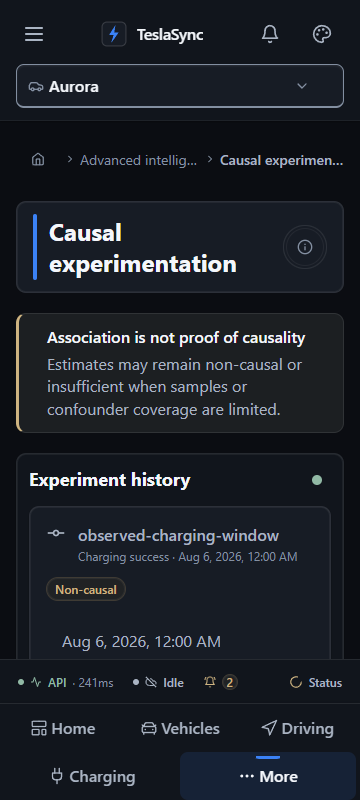 TeslaSync
Aurora
Advanced intellig... Causal experimen...
Causal
experimentation
Association is not proof of causality
Estimates may remain non-causal or
insufficient when samples or
confounder coverage are limited.
Experiment history
observed-charging-window
Charging success · Aug 6, 2026, 12:00 AM
Non-causal
Aug 6, 2026, 12:00 AM
API · 241ms Idle 2 Status
Home Vehicles Driving
Charging More